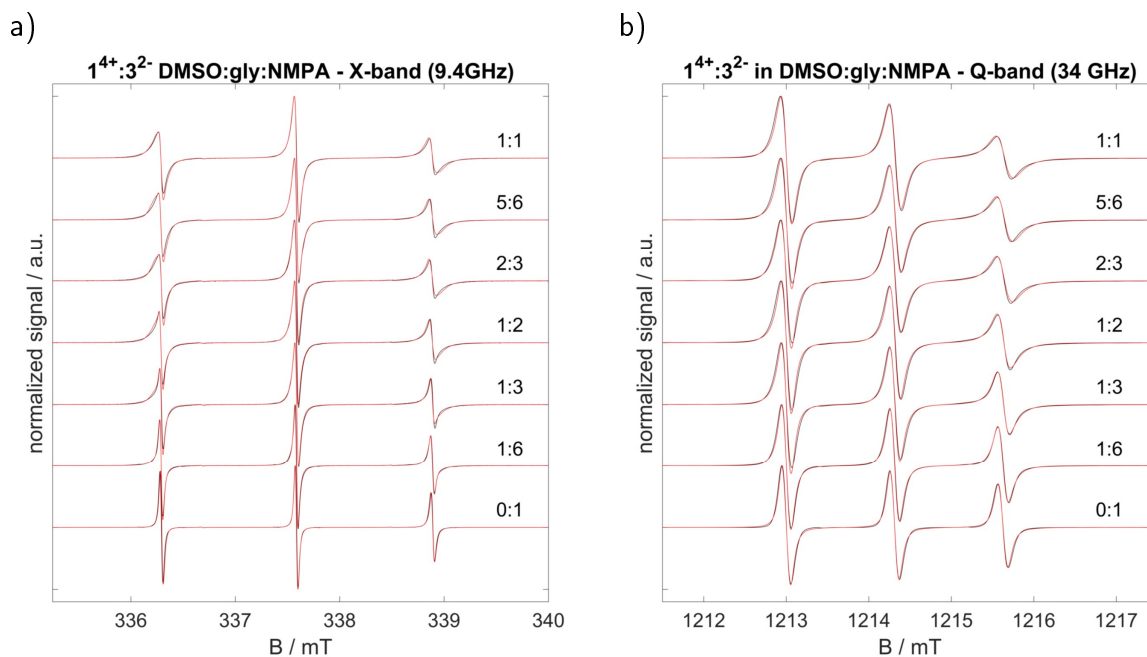 a)
1⁴⁺:3²⁻ DMSO:gly:NMPA - X-band (9.4GHz)
normalized signal / a.u.
1:1
5:6
2:3
1:2
1:3
1:6
0:1
336 337 338 339 340
B / mT
b)
1⁴⁺:3²⁻ in DMSO:gly:NMPA - Q-band (34 GHz)
normalized signal / a.u.
1:1
5:6
2:3
1:2
1:3
1:6
0:1
1212 1213 1214 1215 1216 1217
B / mT